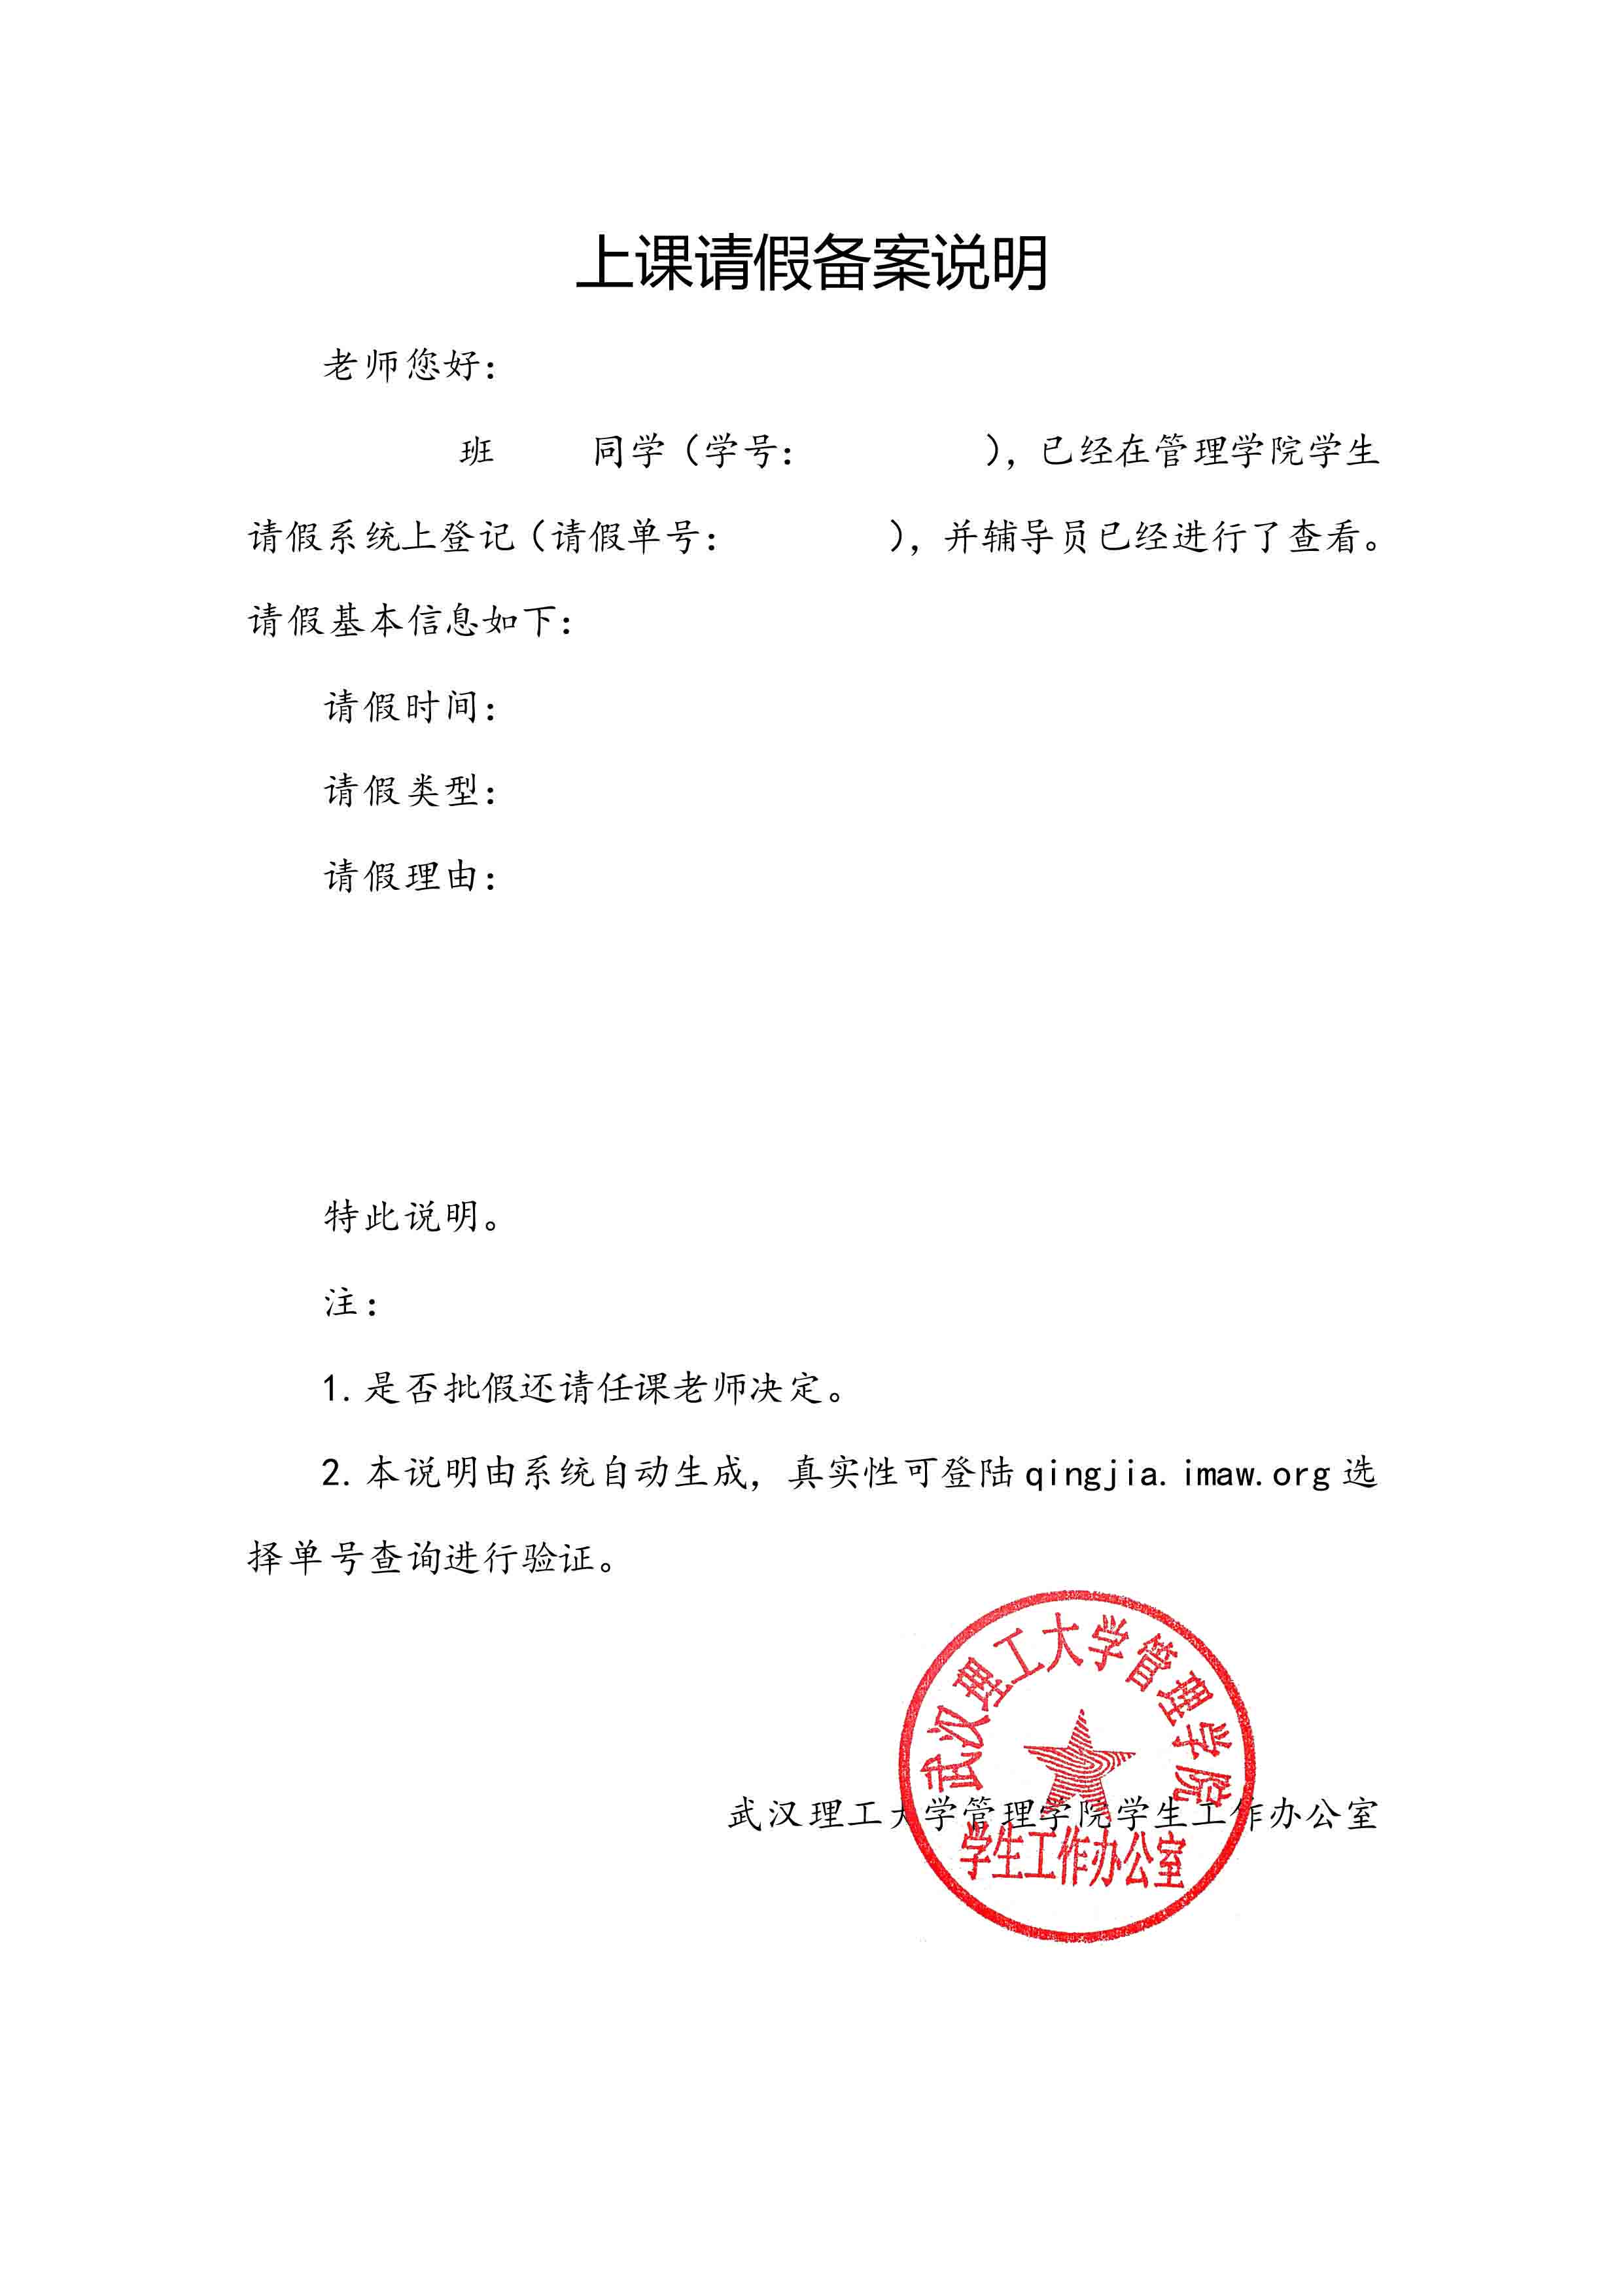 上课请假备案说明
老师您好：
班 同学（学号： ），已经在管理学院学生
请假系统上登记（请假单号： ），并辅导员已经进行了查看。
请假基本信息如下：
请假时间：
请假类型：
请假理由：
特此说明。
注：
1.是否批假还请任课老师决定。
2.本说明由系统自动生成，真实性可登陆 qingjia.imaw.org 选
择单号查询进行验证。
武汉理工大学管理学院
武汉理工大学管理学院学生工作办公室
学生工作办公室